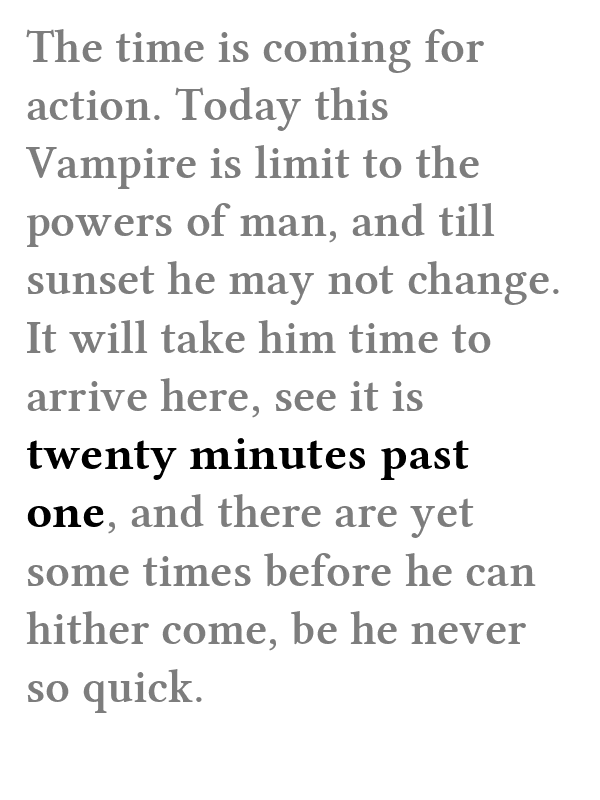 The time is coming for
action. Today this
Vampire is limit to the
powers of man, and till
sunset he may not change.
It will take him time to
arrive here, see it is
twenty minutes past
one, and there are yet
some times before he can
hither come, be he never
so quick.